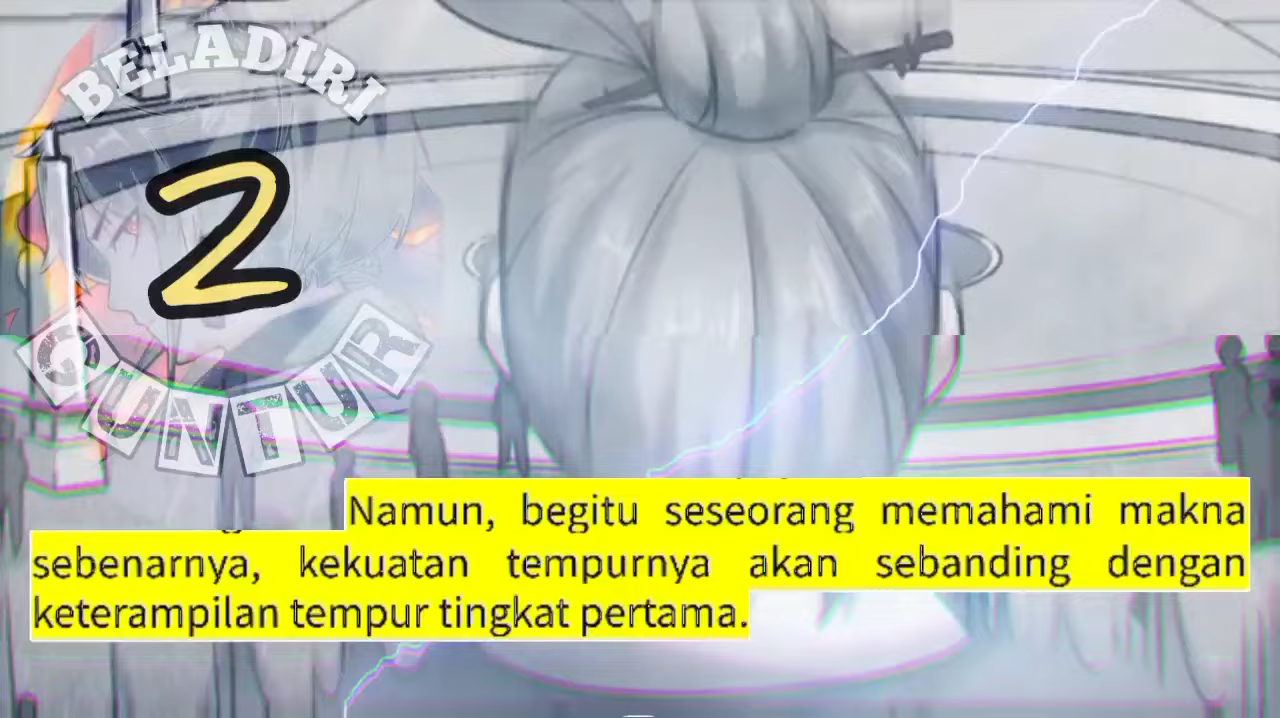 BELADIRI
2
GUNTUR
Namun, begitu seseorang memahami makna
sebenarnya, kekuatan tempurnya akan sebanding dengan
keterampilan tempur tingkat pertama.